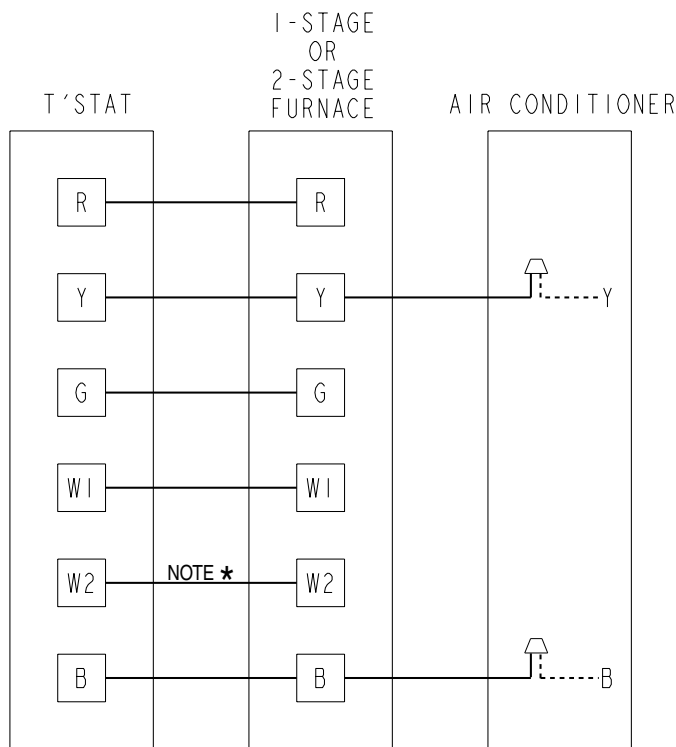 1-STAGE
OR
2-STAGE
FURNACE
T'STAT
AIR CONDITIONER
R R
Y Y Y
G G
W1 W1
W2 NOTE * W2
B B B